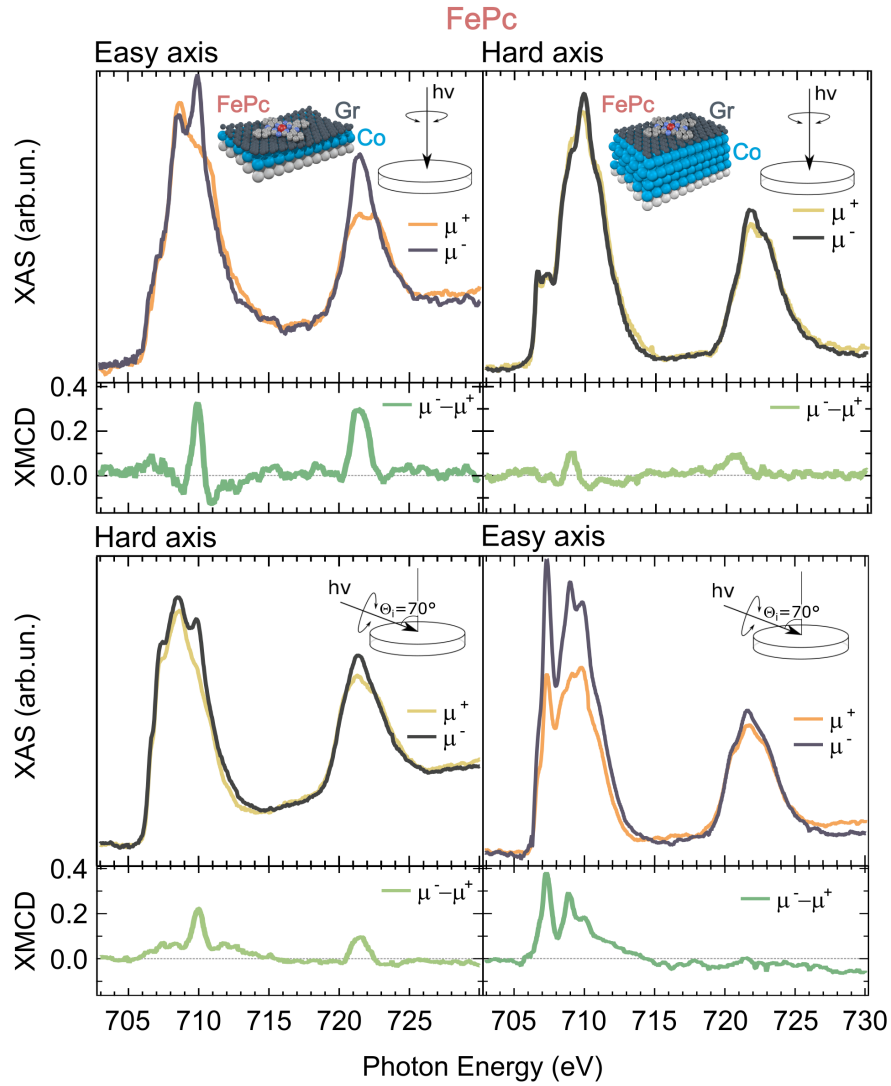 FePc
Easy axis
Hard axis
XAS (arb.un.)
FePc
Gr
Co
hν
μ⁺
μ⁻
FePc
Gr
Co
hν
μ⁺
μ⁻
XMCD
0.4
0.2
0.0
μ⁻−μ⁺
μ⁻−μ⁺
Hard axis
Easy axis
XAS (arb.un.)
hν
Θi=70°
μ⁺
μ⁻
hν
Θi=70°
μ⁺
μ⁻
XMCD
0.4
0.2
0.0
μ⁻−μ⁺
μ⁻−μ⁺
705 710 715 720 725 705 710 715 720 725 730
Photon Energy (eV)